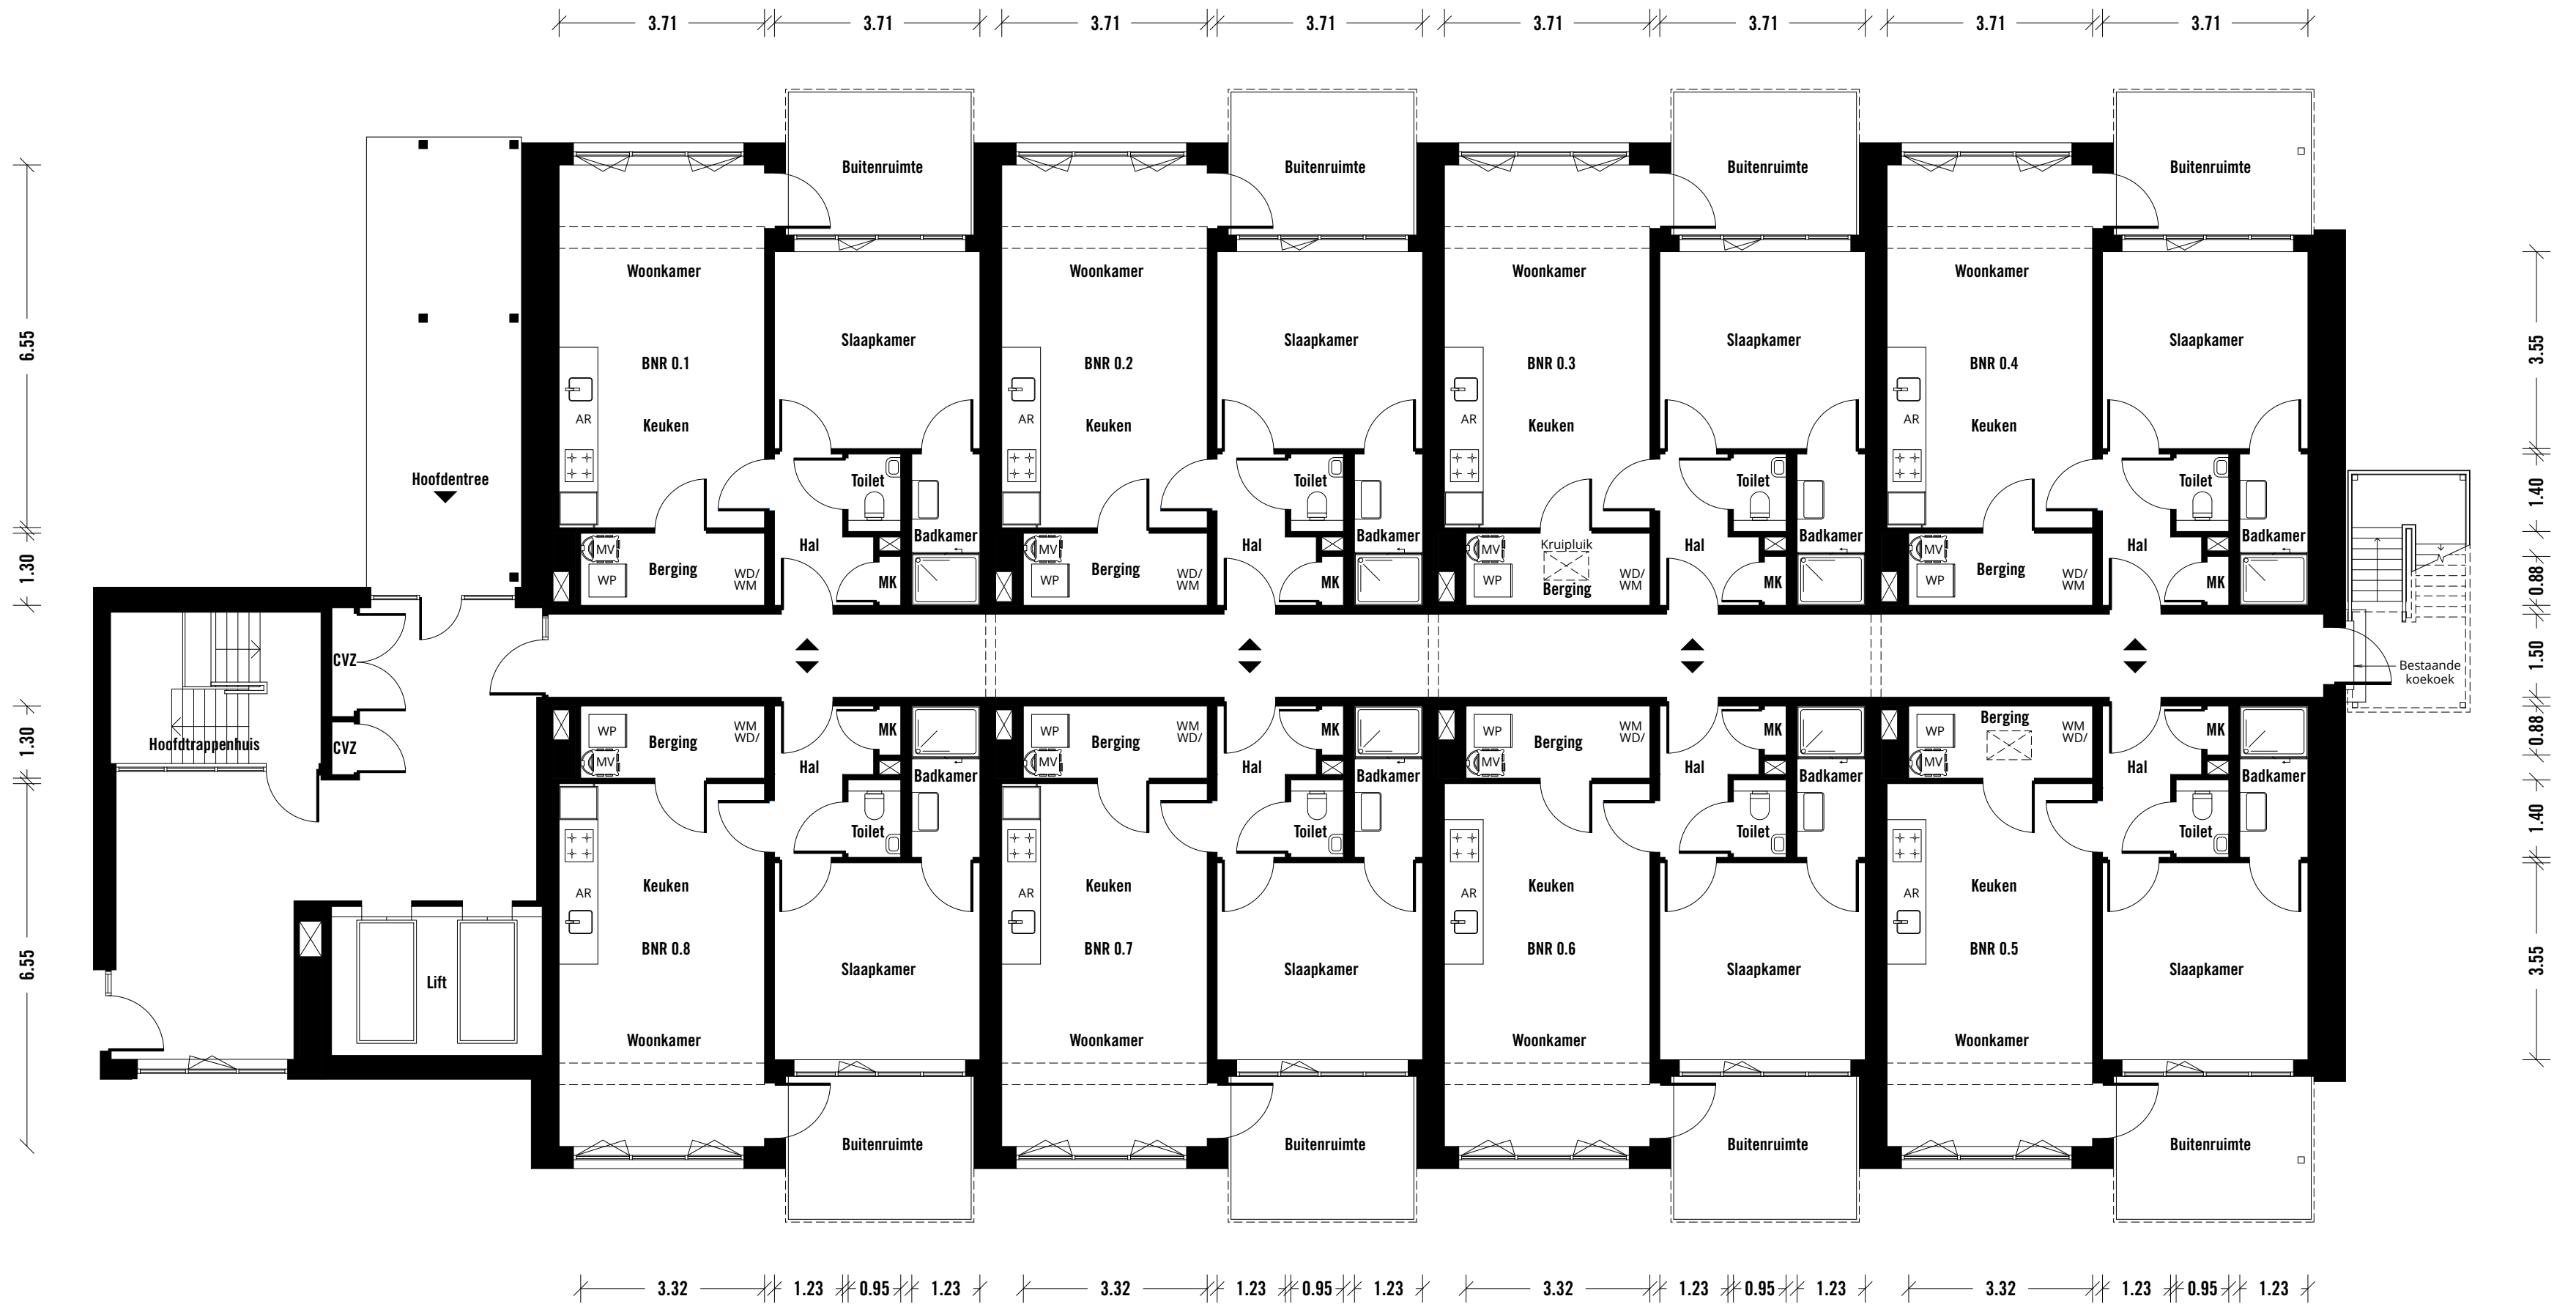 3.71 3.71 3.71 3.71 3.71 3.71 3.71 3.71
Buitenruimte Buitenruimte Buitenruimte Buitenruimte
Woonkamer Woonkamer Woonkamer Woonkamer
6.55 Slaapkamer Slaapkamer Slaapkamer Slaapkamer 3.55
BNR 0.1 BNR 0.2 BNR 0.3 BNR 0.4
AR Keuken AR Keuken AR Keuken AR Keuken
Hoofdentree Toilet Toilet Toilet Toilet 1.40
Badkamer Badkamer Badkamer Badkamer
MV Hal MV Hal MV Kruipluik Hal MV Hal
1.30 Berging Berging Berging 0.88
WP WD/ MK WP WD/ MK WP WD/ MK WP WD/ MK
WM WM Berging WM WM
CVZ 1.50
Bestaande
koekoek
Berging
WP WM MK WP WM MK WP WM MK WP WM MK
1.30 Hoofdtrappenhuis CVZ Berging WD/ Berging WD/ Berging WD/ WD/ 0.88
MV Hal MV Hal MV Hal MV Hal
Badkamer Badkamer Badkamer Badkamer
Toilet Toilet Toilet Toilet 1.40
AR Keuken AR Keuken AR Keuken AR Keuken
BNR 0.8 BNR 0.7 BNR 0.6 BNR 0.5
6.55 Slaapkamer Slaapkamer Slaapkamer Slaapkamer 3.55
Lift
Woonkamer Woonkamer Woonkamer Woonkamer
Buitenruimte Buitenruimte Buitenruimte Buitenruimte
3.32 1.23 0.95 1.23 3.32 1.23 0.95 1.23 3.32 1.23 0.95 1.23 3.32 1.23 0.95 1.23